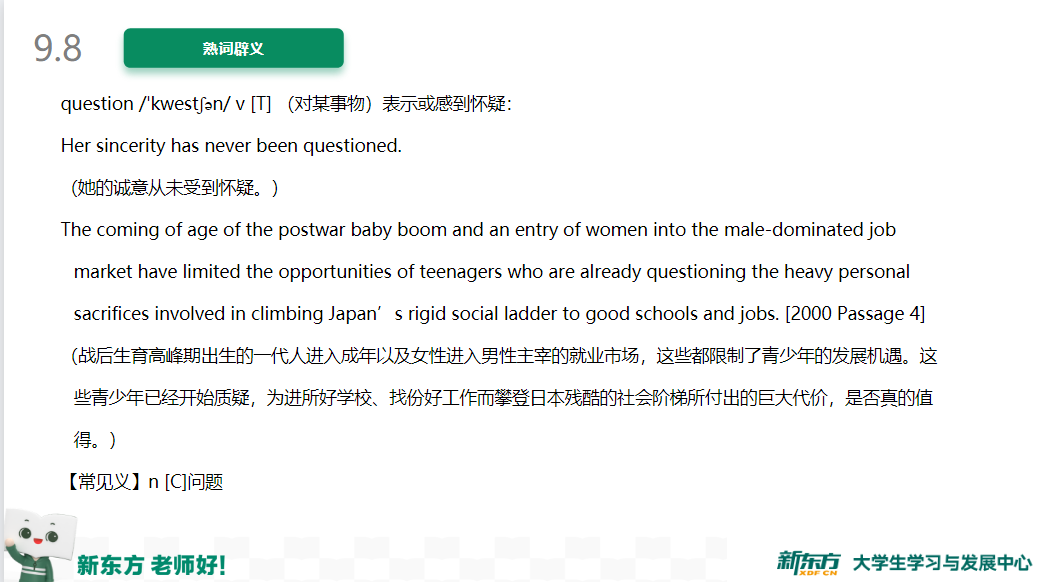 9.8
熟词辟义
question /'kwestʃən/ v [T] （对某事物）表示或感到怀疑：
Her sincerity has never been questioned.
（她的诚意从未受到怀疑。）
The coming of age of the postwar baby boom and an entry of women into the male-dominated job
market have limited the opportunities of teenagers who are already questioning the heavy personal
sacrifices involved in climbing Japan’s rigid social ladder to good schools and jobs. [2000 Passage 4]
(战后生育高峰期出生的一代人进入成年以及女性进入男性主宰的就业市场，这些都限制了青少年的发展机遇。这
些青少年已经开始质疑，为进所好学校、找份好工作而攀登日本残酷的社会阶梯所付出的巨大代价，是否真的值
得。）
【常见义】n [C]问题
新东方 老师好！
新东方 XDF.CN 大学生学习与发展中心